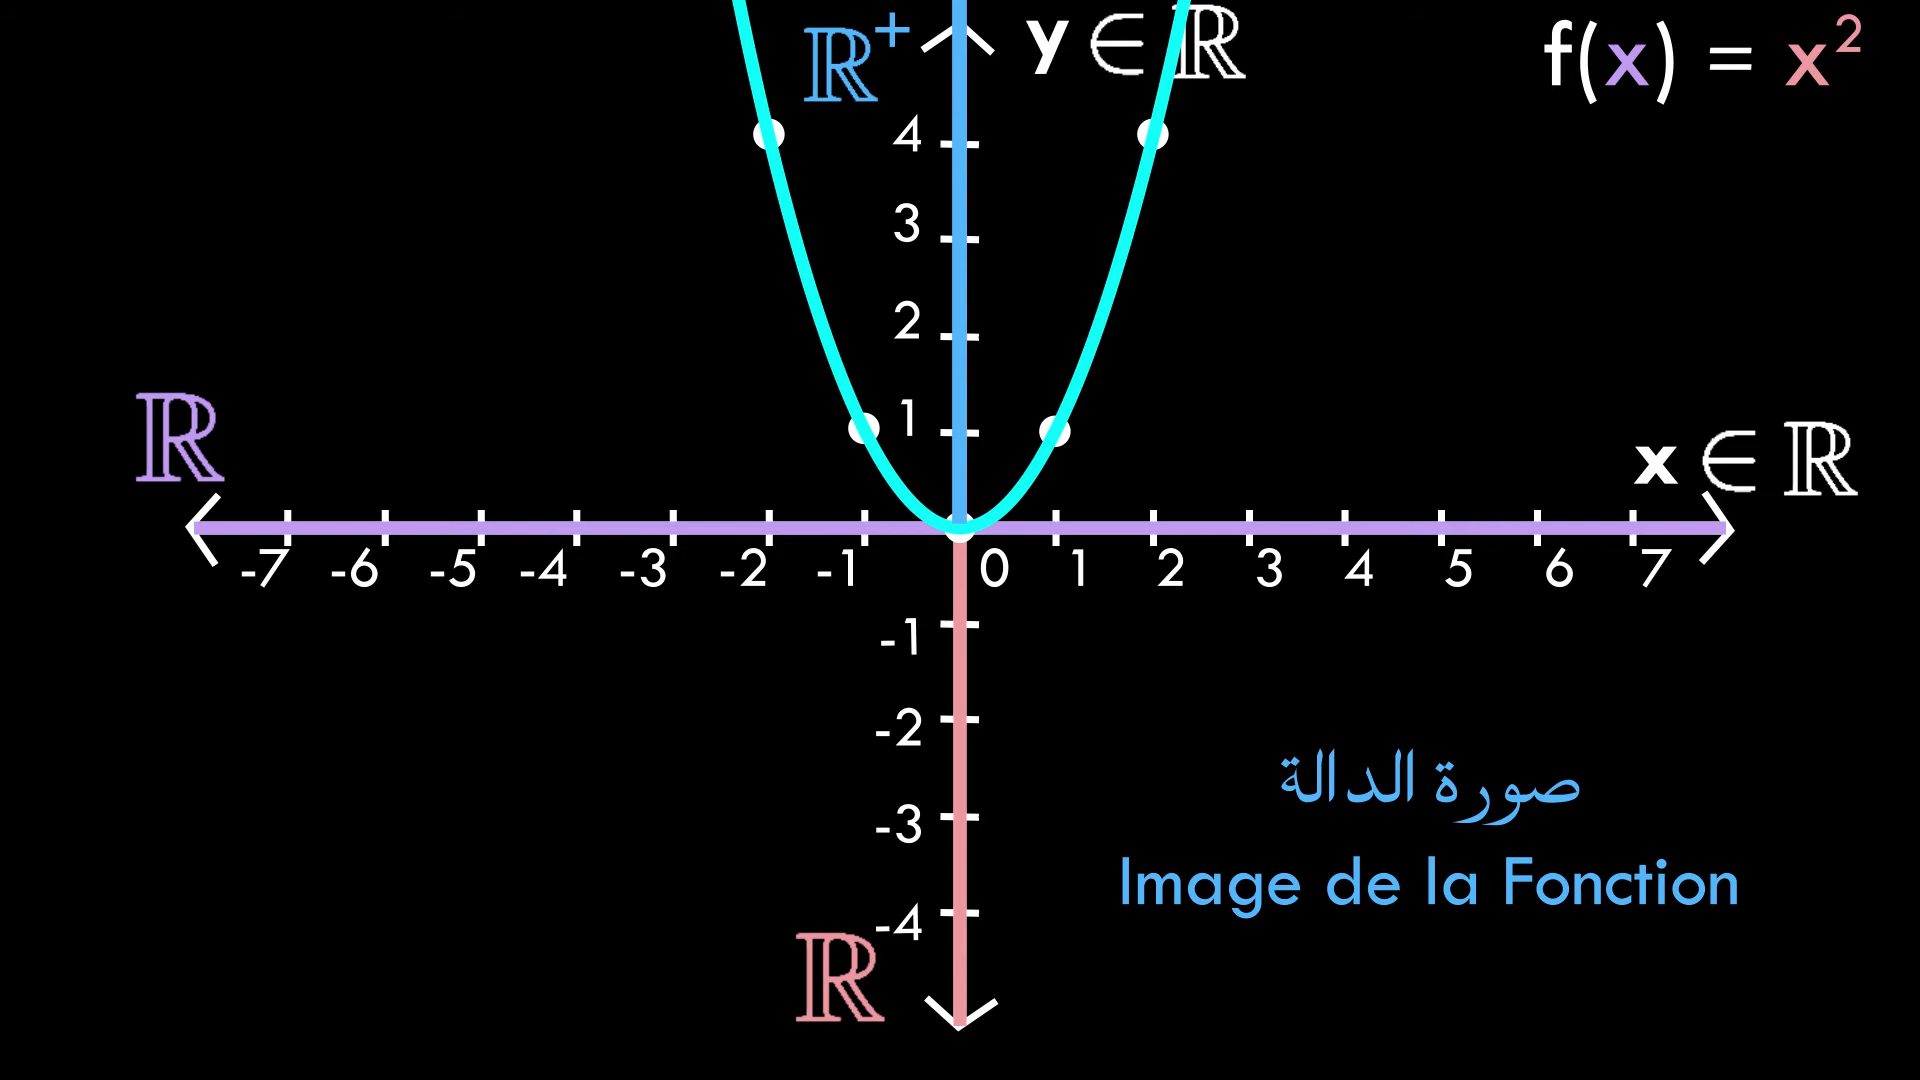 ℝ⁺
y ∈ ℝ
f(x) = x²
4
3
2
1
ℝ
x ∈ ℝ
-7 -6 -5 -4 -3 -2 -1 0 1 2 3 4 5 6 7
-1
-2
-3
-4
ℝ
صورة الدالة
Image de la Fonction